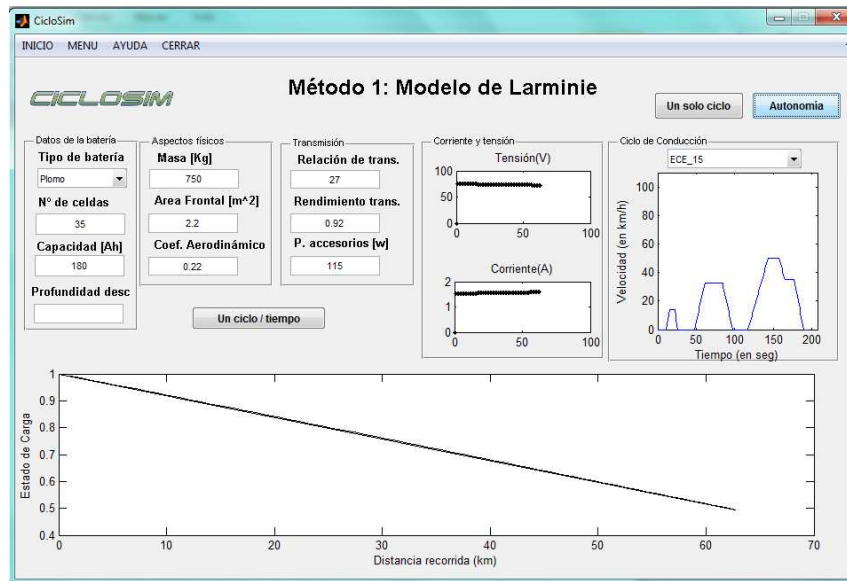 CicloSim
INICIO MENU AYUDA CERRAR
CICLOSIM
Método 1: Modelo de Larminie
Un solo ciclo
Autonomia
Datos de la batería
Tipo de batería
Plomo
Nº de celdas
35
Capacidad [Ah]
180
Profundidad desc
Aspectos físicos
Masa [Kg]
750
Area Frontal [m^2]
2.2
Coef. Aerodinámico
0.22
Transmisión
Relación de trans.
27
Rendimiento trans.
0.92
P. accesorios [w]
115
Un ciclo / tiempo
Corriente y tensión
Tensión(V)
100
50
0
0 50 100
Corriente(A)
2
1
0
0 50 100
Ciclo de Conducción
ECE_15
Velocidad (en km/h)
100
80
60
40
20
0
0 50 100 150 200
Tiempo (en seg)
Estado de Carga
1
0.9
0.8
0.7
0.6
0.5
0.4
0 10 20 30 40 50 60 70
Distancia recorrida (km)